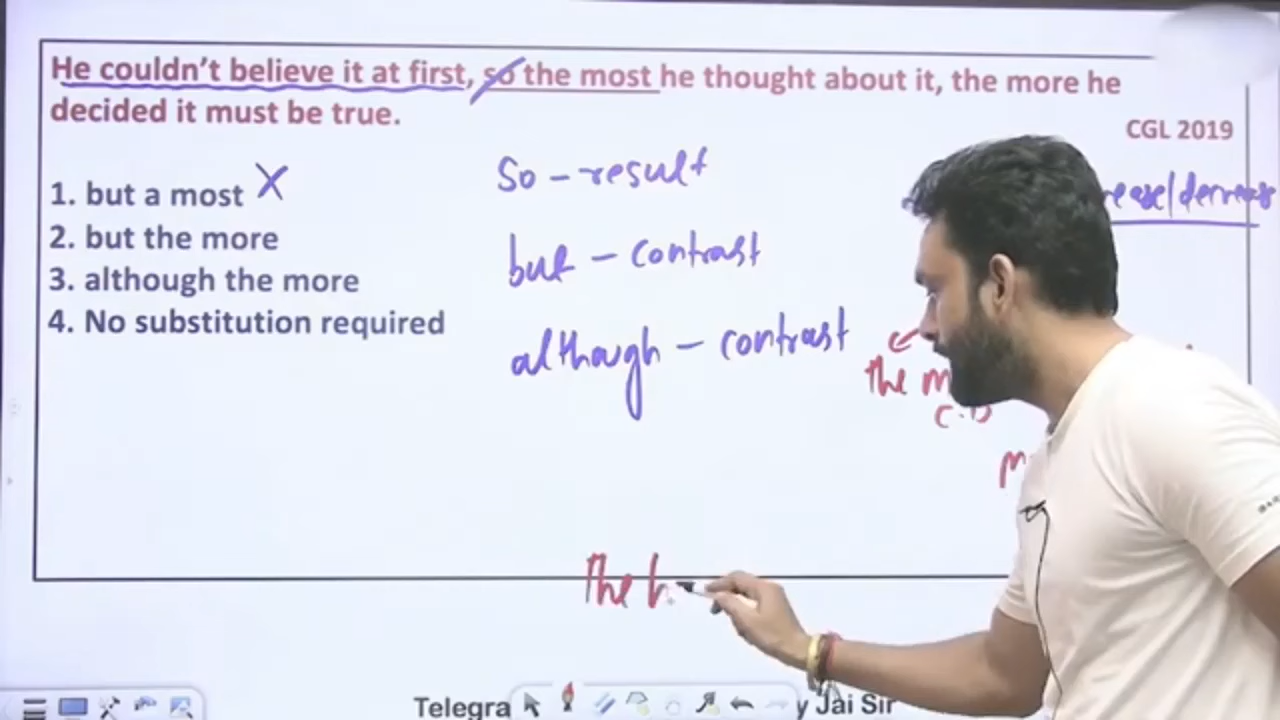 He couldn't believe it at first, so the most he thought about it, the more he
decided it must be true.
CGL 2019
1. but a most X
2. but the more
3. although the more
4. No substitution required
So - result
but - contrast
although - contrast
the
C.D
The h
Jai Sir